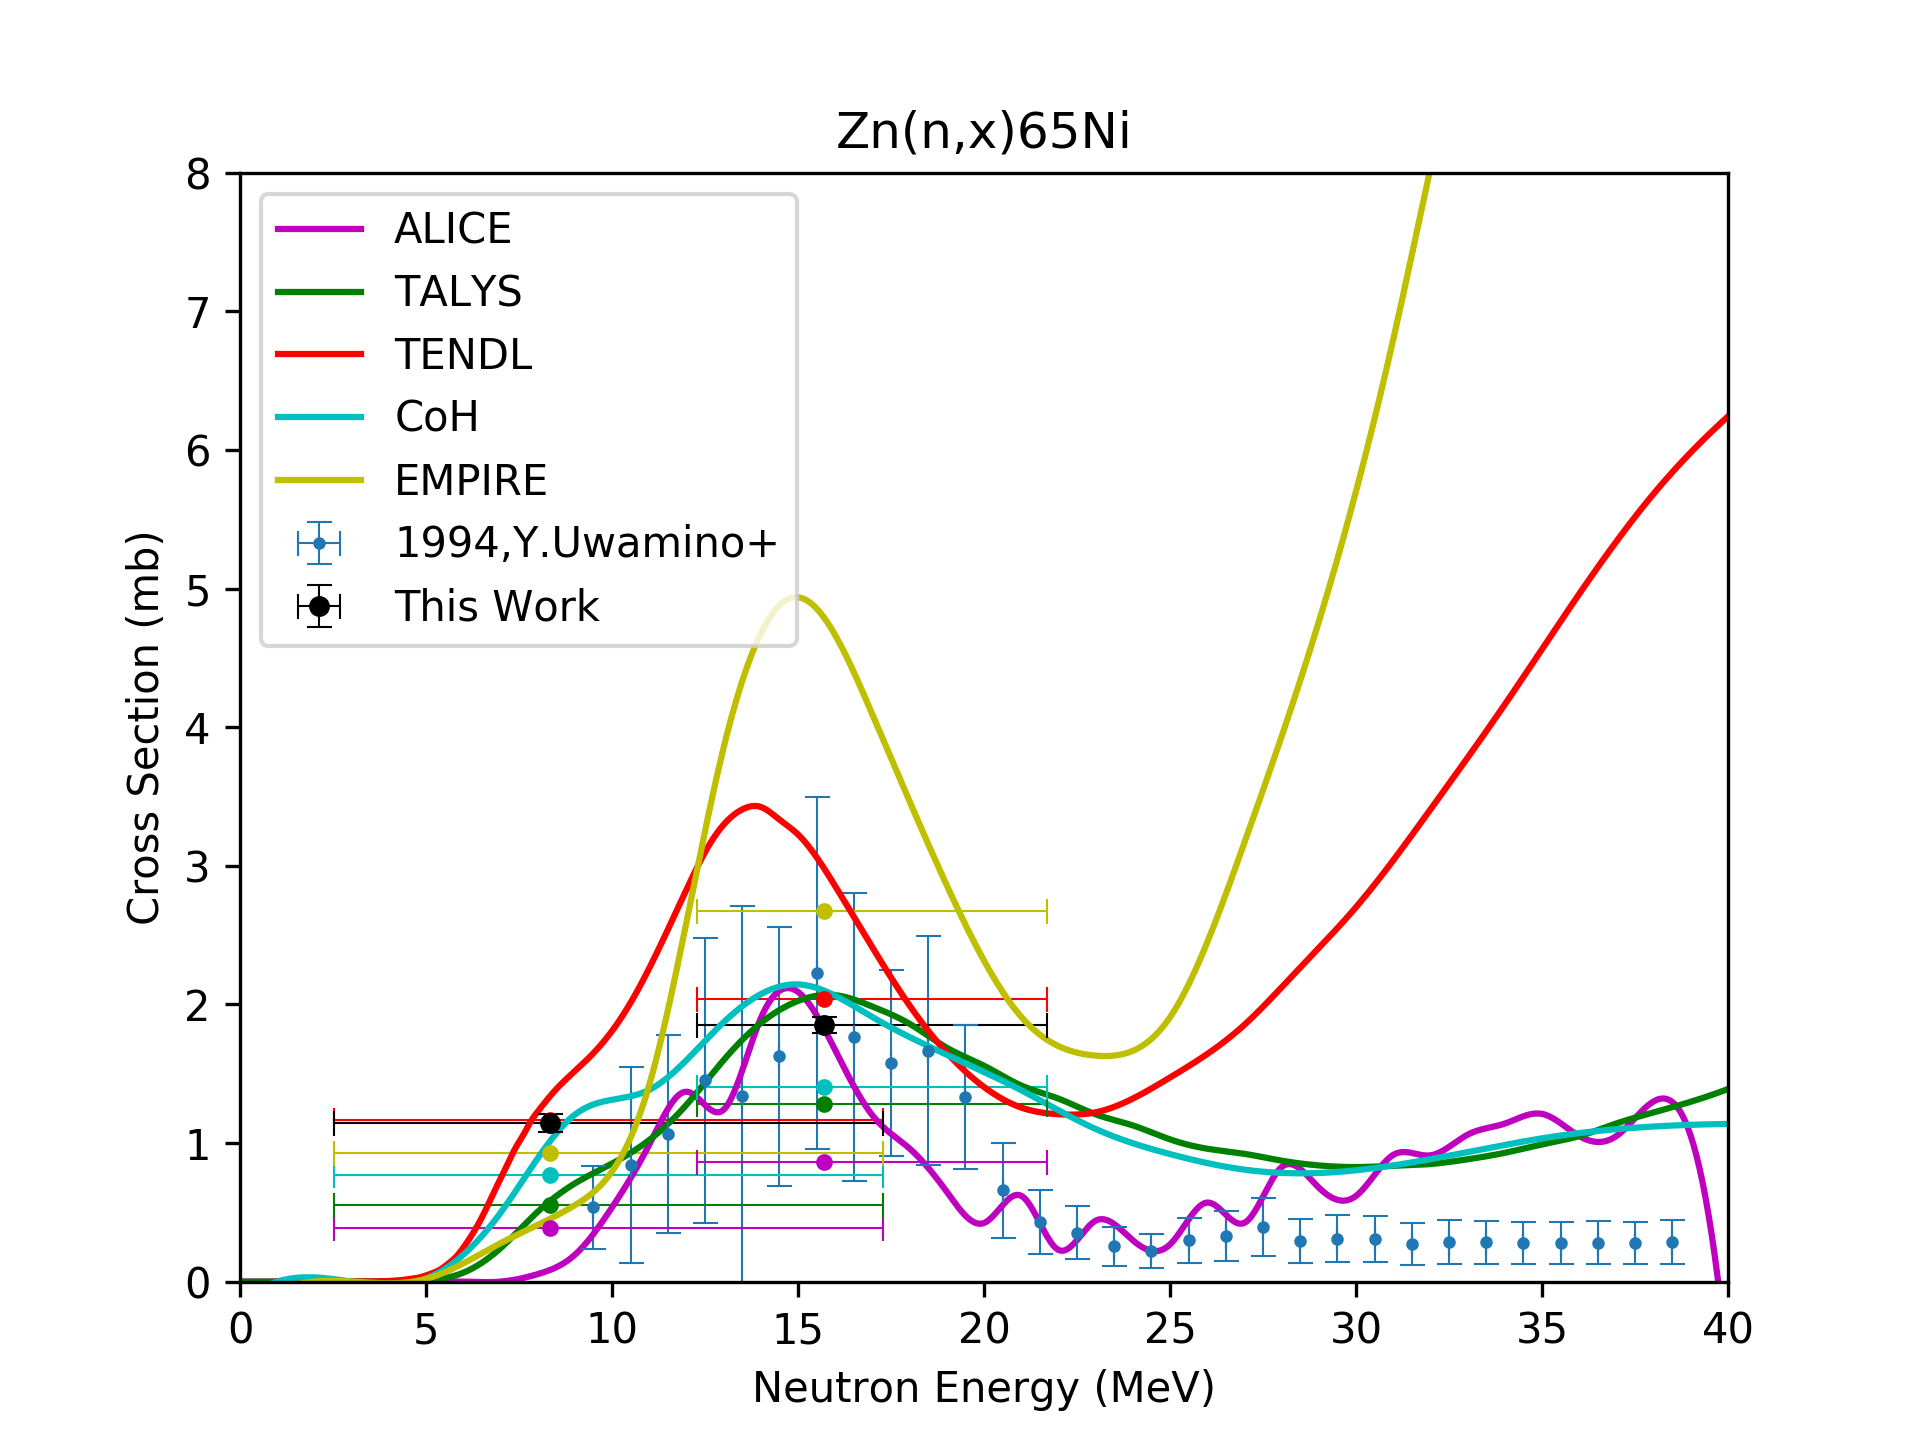 Zn(n,x)65Ni
8
7
6
5
4
3
2
1
0
Cross Section (mb)
ALICE
TALYS
TENDL
CoH
EMPIRE
1994,Y.Uwamino+
This Work
0 5 10 15 20 25 30 35 40
Neutron Energy (MeV)